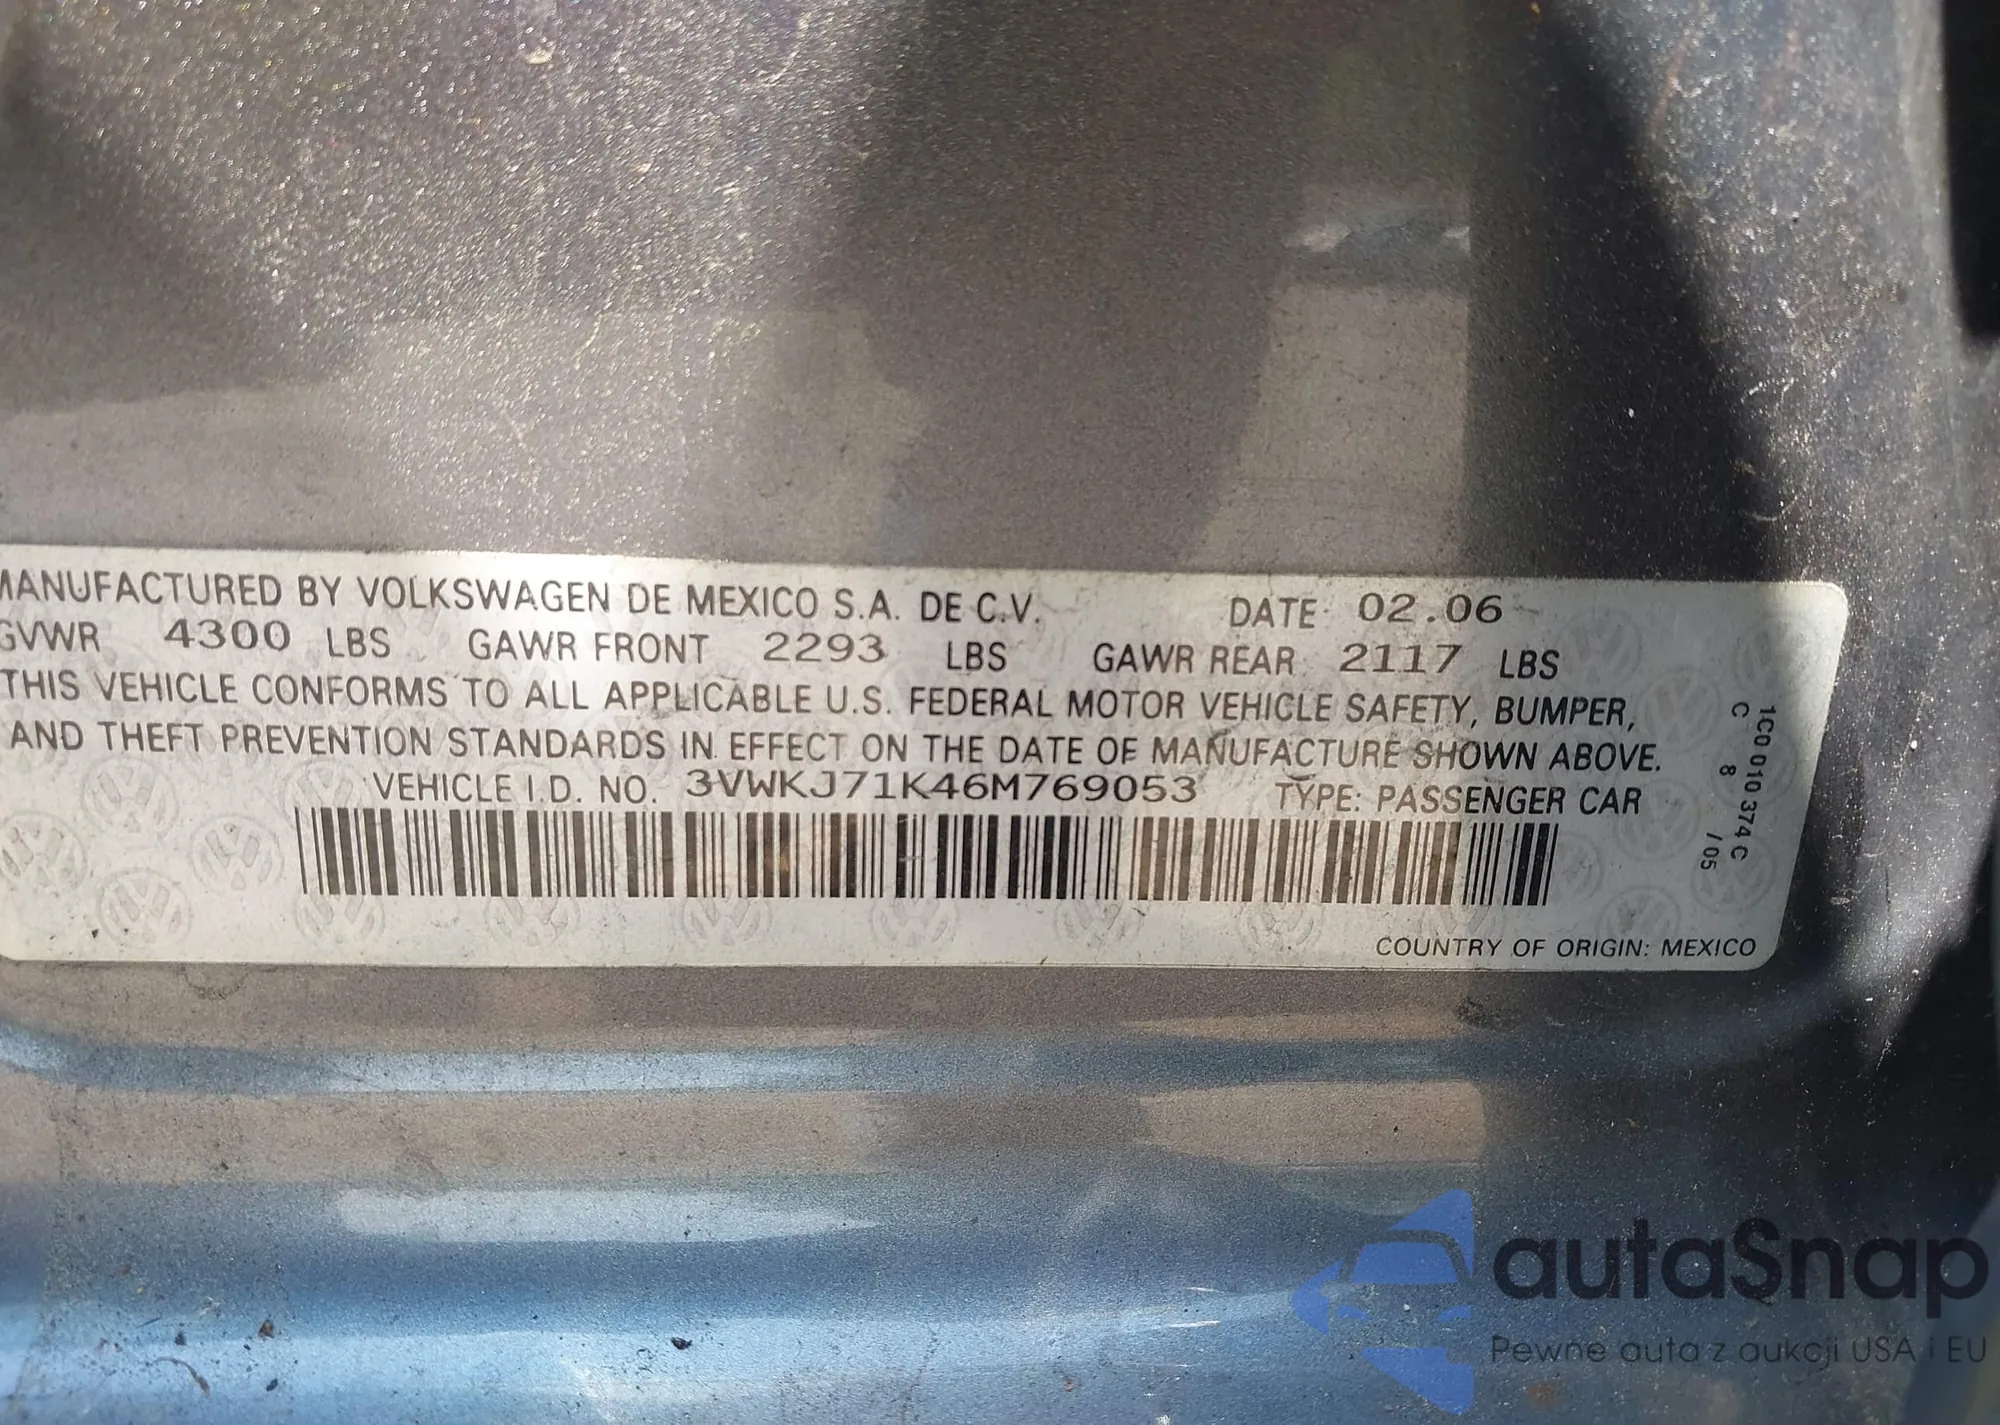 MANUFACTURED BY VOLKSWAGEN DE MEXICO S.A. DE C.V. DATE 02.06
GVWR 4300 LBS GAWR FRONT 2293 LBS GAWR REAR 2117 LBS
THIS VEHICLE CONFORMS TO ALL APPLICABLE U.S. FEDERAL MOTOR VEHICLE SAFETY, BUMPER,
AND THEFT PREVENTION STANDARDS IN EFFECT ON THE DATE OF MANUFACTURE SHOWN ABOVE.
VEHICLE I.D. NO. 3VWKJ71K46M769053 TYPE: PASSENGER CAR
COUNTRY OF ORIGIN: MEXICO
1C0 010 374 C
C 8 /05
autaSnap
Pewne auta z aukcji USA i EU